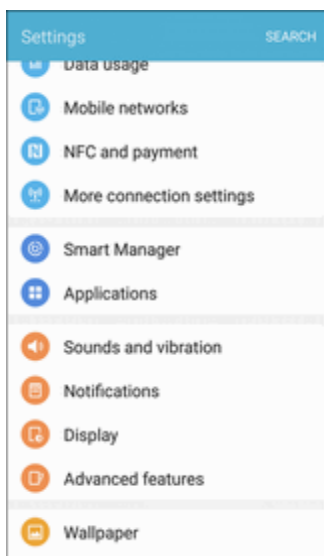 Settings
SEARCH
Data usage
Mobile networks
NFC and payment
More connection settings
Smart Manager
Applications
Sounds and vibration
Notifications
Display
Advanced features
Wallpaper